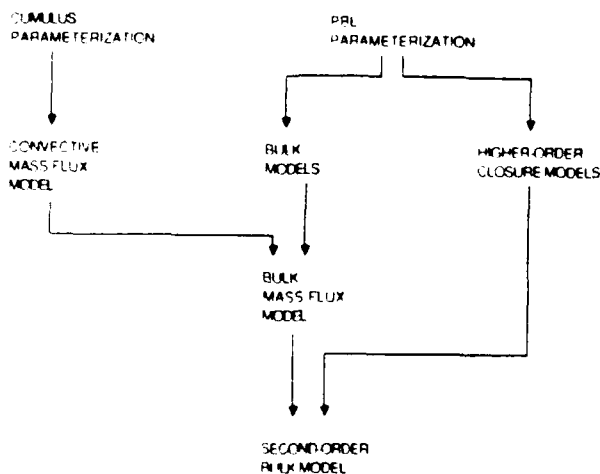 CUMULUS
PARAMETERIZATION
PBL
PARAMETERIZATION
CONVECTIVE
MASS FLUX
MODEL
BULK
MODELS
HIGHER-ORDER
CLOSURE MODELS
BULK
MASS FLUX
MODEL
SECOND-ORDER
BULK MODEL